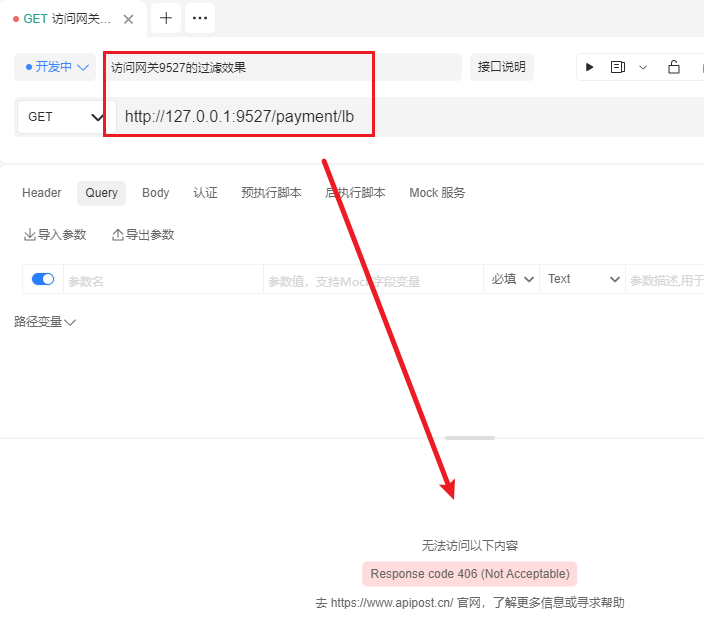 GET 访问网关...
开发中 访问网关9527的过滤效果 接口说明
GET http://127.0.0.1:9527/payment/lb
Header Query Body 认证 预执行脚本 后执行脚本 Mock 服务
导入参数 导出参数
参数名 参数值，支持Mock字段变量 必填 Text 参数描述,用于
路径变量
无法访问以下内容
Response code 406 (Not Acceptable)
去 https://www.apipost.cn/ 官网，了解更多信息或寻求帮助